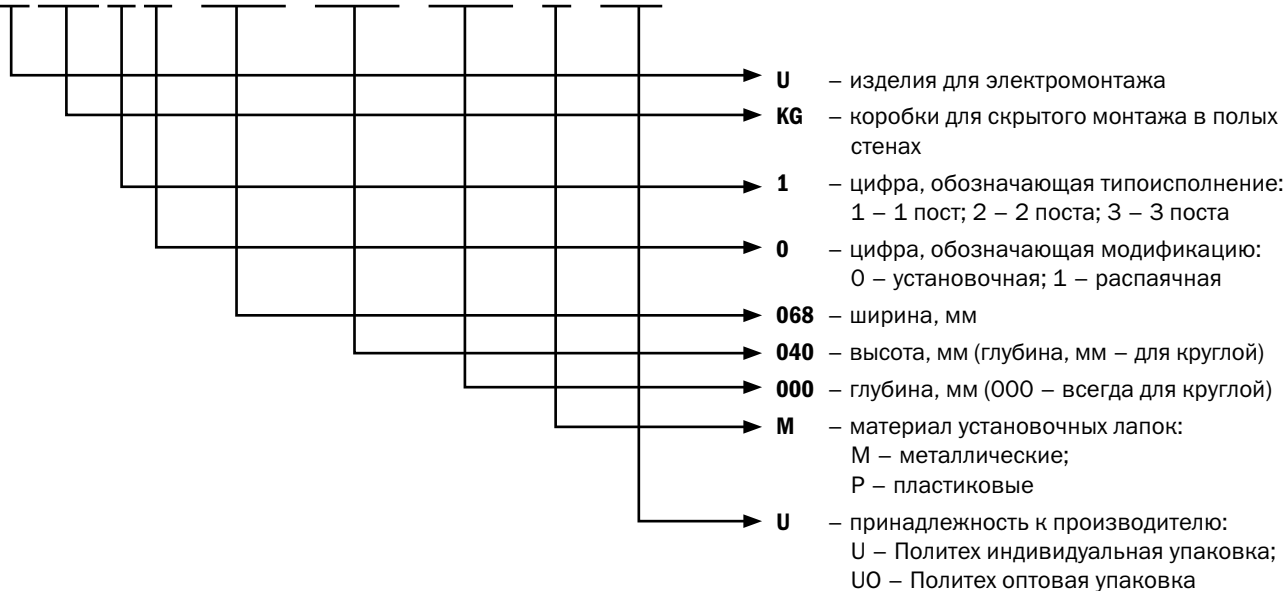 U – изделия для электромонтажа
KG – коробки для скрытого монтажа в полых
стенах
1 – цифра, обозначающая типоисполнение:
1 – 1 пост; 2 – 2 поста; 3 – 3 поста
0 – цифра, обозначающая модификацию:
0 – установочная; 1 – распаячная
068 – ширина, мм
040 – высота, мм (глубина, мм – для круглой)
000 – глубина, мм (000 – всегда для круглой)
M – материал установочных лапок:
М – металлические;
Р – пластиковые
U – принадлежность к производителю:
U – Политех индивидуальная упаковка;
UO – Политех оптовая упаковка